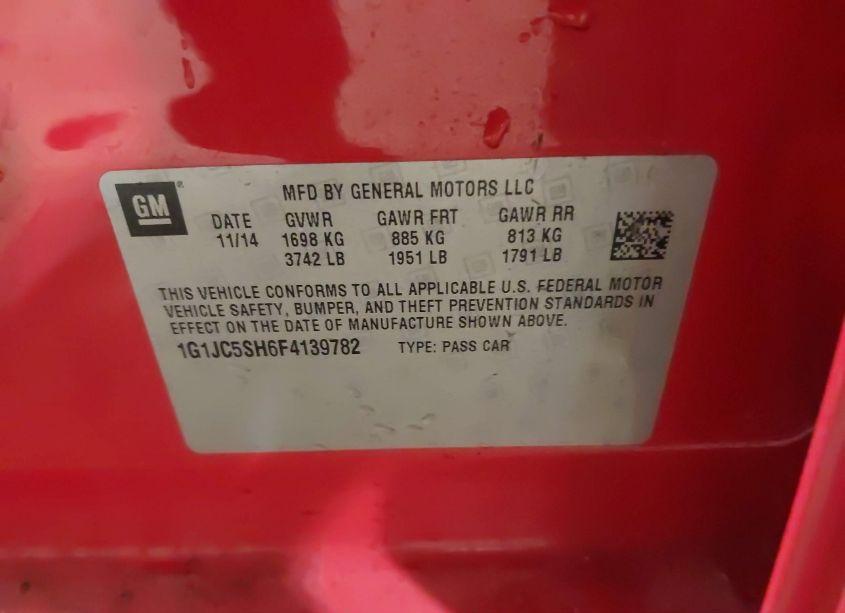 GM
MFD BY GENERAL MOTORS LLC
DATE GVWR GAWR FRT GAWR RR
11/14 1698 KG 885 KG 813 KG
3742 LB 1951 LB 1791 LB
THIS VEHICLE CONFORMS TO ALL APPLICABLE U.S. FEDERAL MOTOR
VEHICLE SAFETY, BUMPER, AND THEFT PREVENTION STANDARDS IN
EFFECT ON THE DATE OF MANUFACTURE SHOWN ABOVE.
1G1JC5SH6F4139782 TYPE: PASS CAR